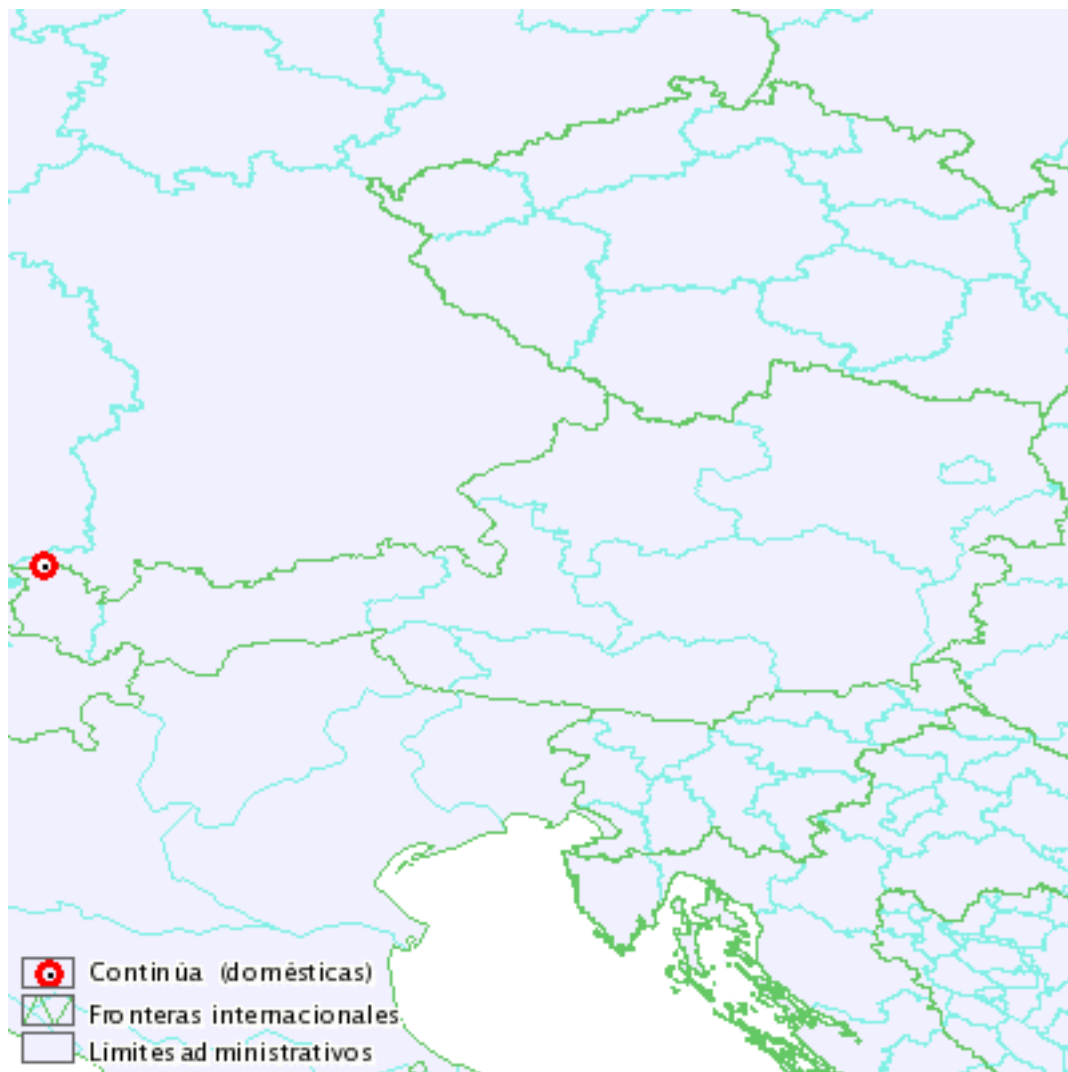 Continúa (domésticas)
Fronteras internacionales
Límites administrativos